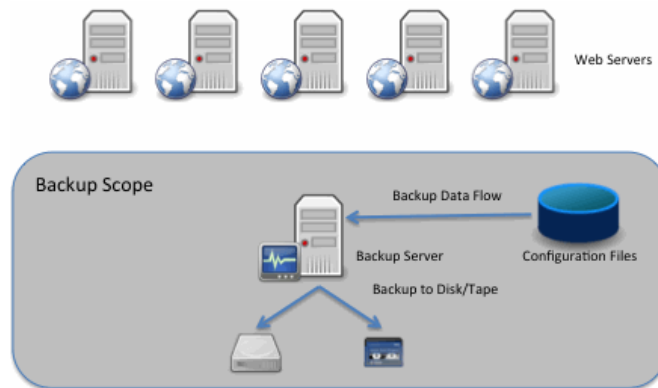 Web Servers
Backup Scope
Backup Data Flow
Backup Server
Configuration Files
Backup to Disk/Tape